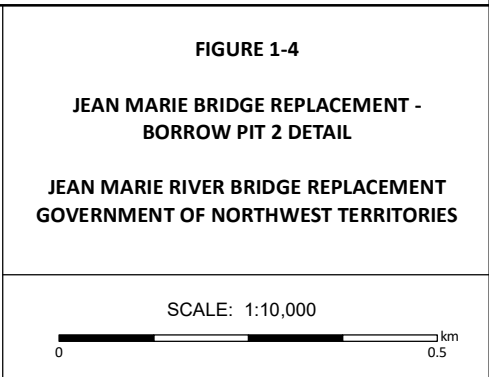 FIGURE 1-4
JEAN MARIE BRIDGE REPLACEMENT -
BORROW PIT 2 DETAIL
JEAN MARIE RIVER BRIDGE REPLACEMENT
GOVERNMENT OF NORTHWEST TERRITORIES
SCALE: 1:10,000
km
0 0.5